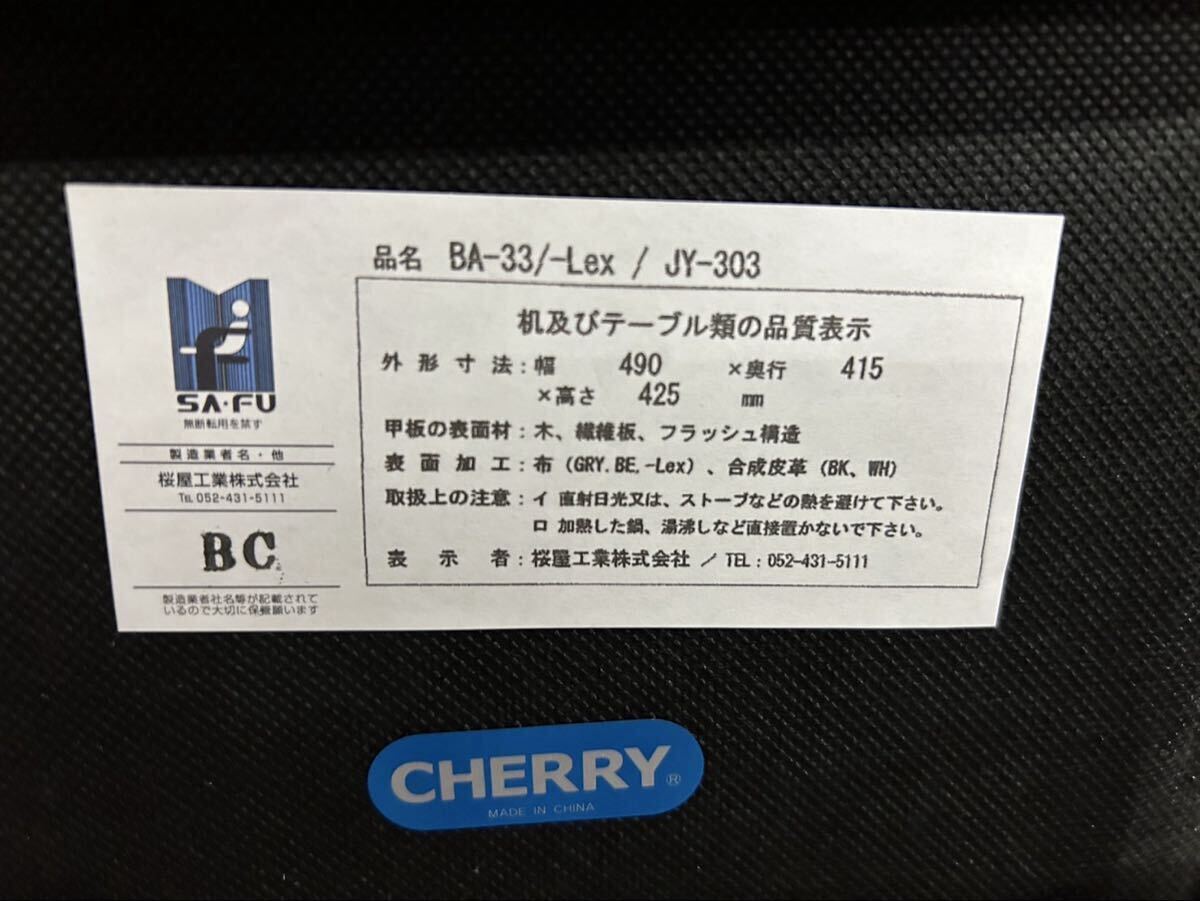 SA・FU
無断転用を禁ず
製造業者名・他
桜屋工業株式会社
TEL 052-431-5111
BC
製造業者社名等が記載されて
いるので大切に保管願います
品名 BA-33/-Lex / JY-303
机及びテーブル類の品質表示
外形寸法:幅 490 ×奥行 415
×高さ 425 mm
甲板の表面材:木、繊維板、フラッシュ構造
表面加工:布(GRY.BE.-Lex)、合成皮革(BK、WH)
取扱上の注意:イ 直射日光又は、ストーブなどの熱を避けて下さい。
ロ 加熱した鍋、湯沸しなど直接置かないで下さい。
表示者:桜屋工業株式会社 / TEL:052-431-5111
CHERRY®
MADE IN CHINA